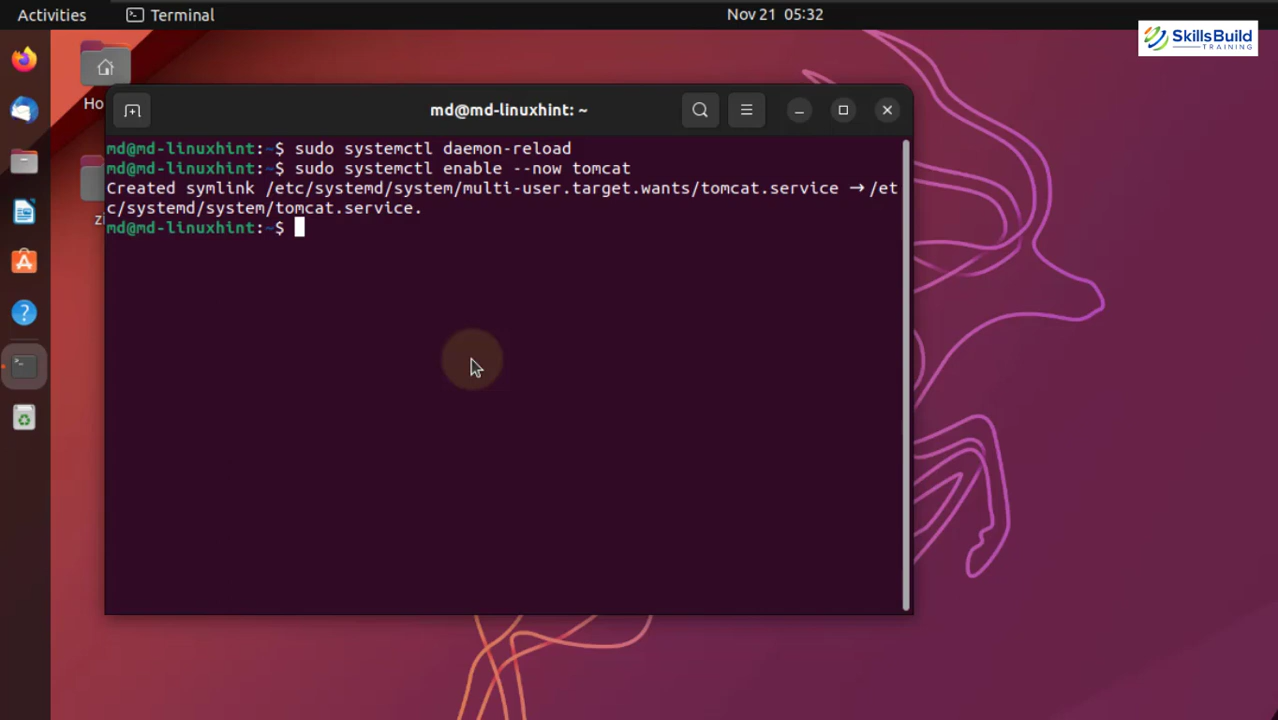 Activities
Terminal
Nov 21 05:32
SkillsBuild
TRAINING
Ho
md@md-linuxhint: ~
md@md-linuxhint:~$ sudo systemctl daemon-reload
md@md-linuxhint:~$ sudo systemctl enable --now tomcat
Created symlink /etc/systemd/system/multi-user.target.wants/tomcat.service → /et
c/systemd/system/tomcat.service.
md@md-linuxhint:~$